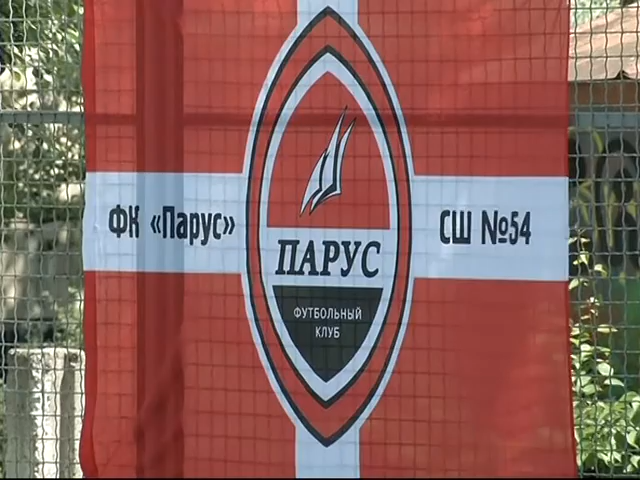 ФК «Парус»
ПАРУС
ФУТБОЛЬНЫЙ
КЛУБ
СШ №54